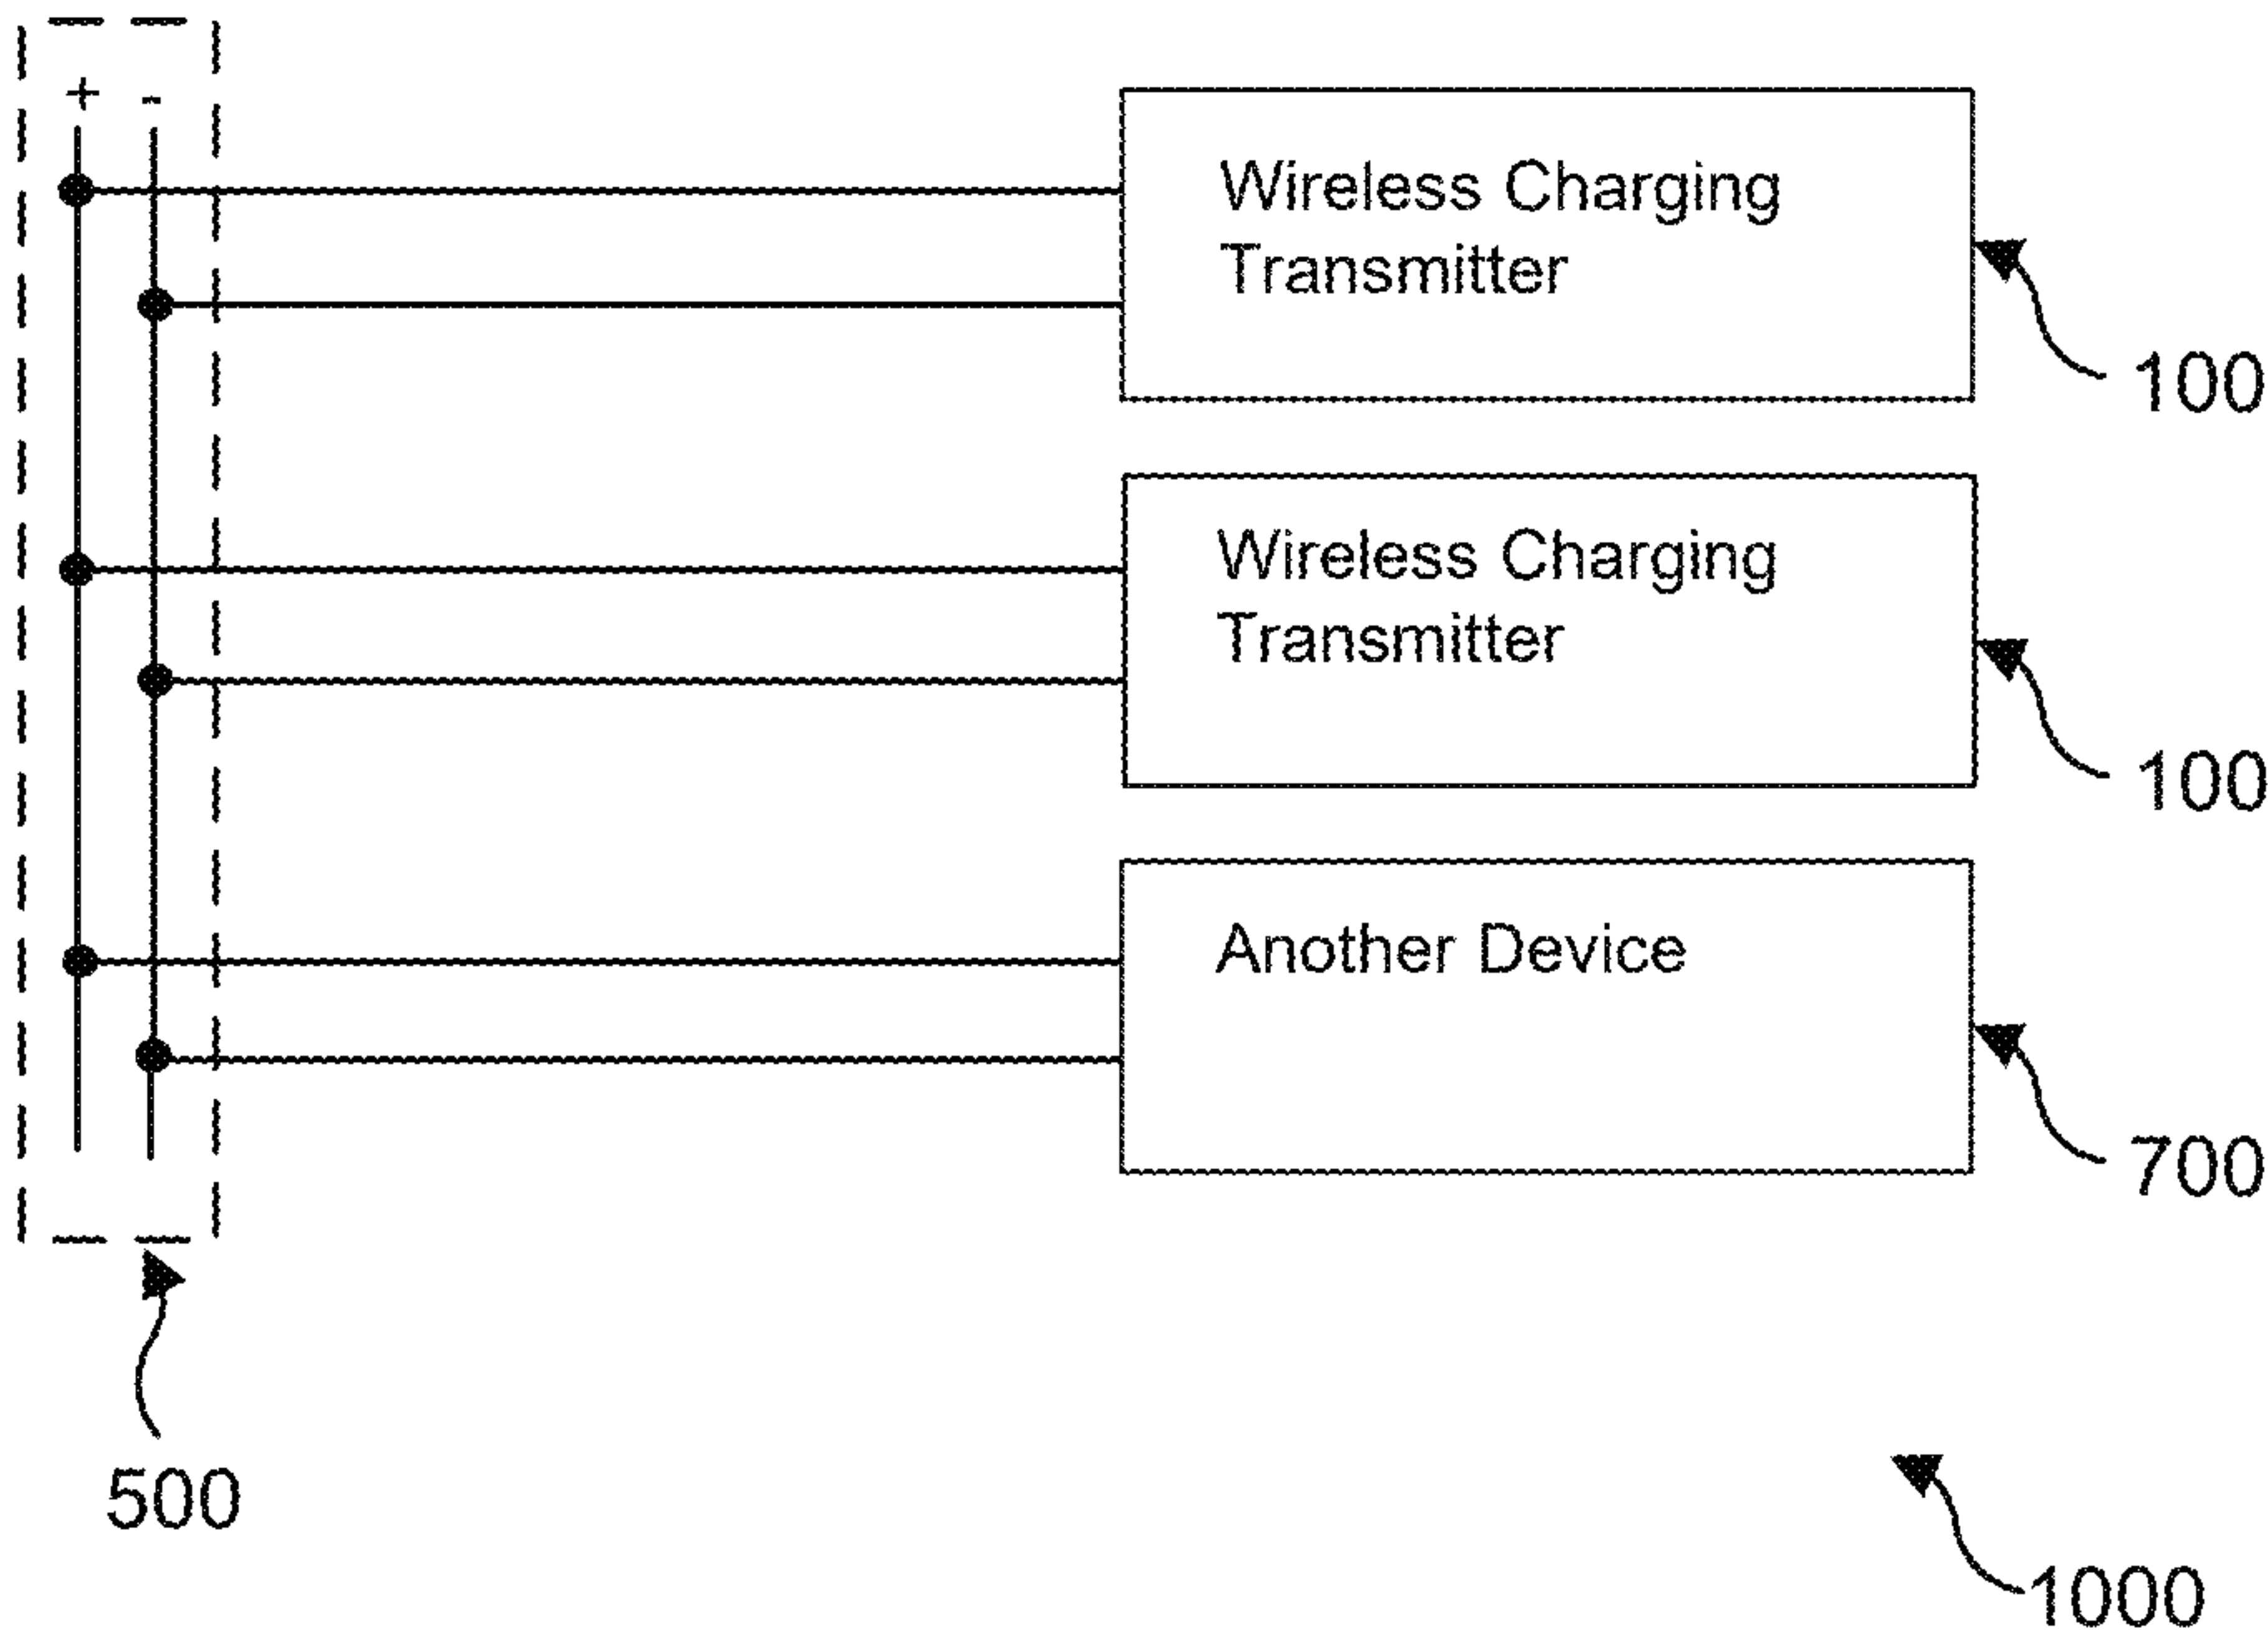 + -
Wireless Charging
Transmitter
100
Wireless Charging
Transmitter
100
Another Device
700
500
1000